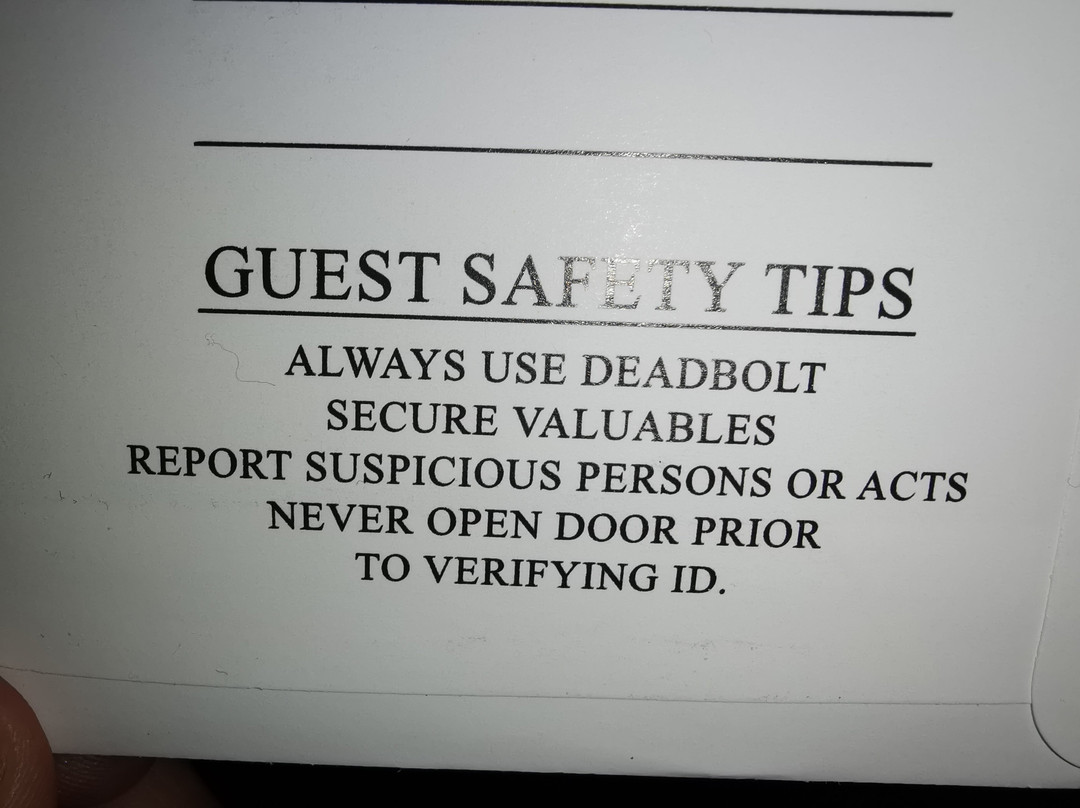 GUEST SAFETY TIPS
ALWAYS USE DEADBOLT
SECURE VALUABLES
REPORT SUSPICIOUS PERSONS OR ACTS
NEVER OPEN DOOR PRIOR
TO VERIFYING ID.